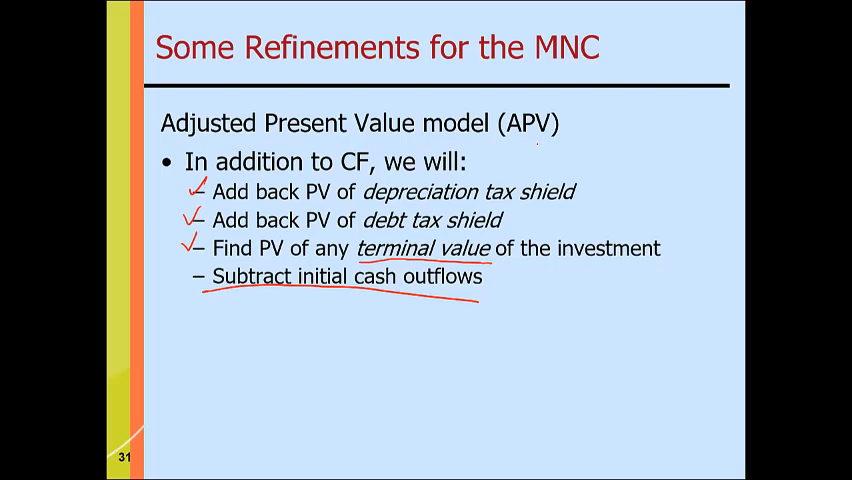 Some Refinements for the MNC
Adjusted Present Value model (APV)
• In addition to CF, we will:
– Add back PV of depreciation tax shield
– Add back PV of debt tax shield
– Find PV of any terminal value of the investment
– Subtract initial cash outflows
31